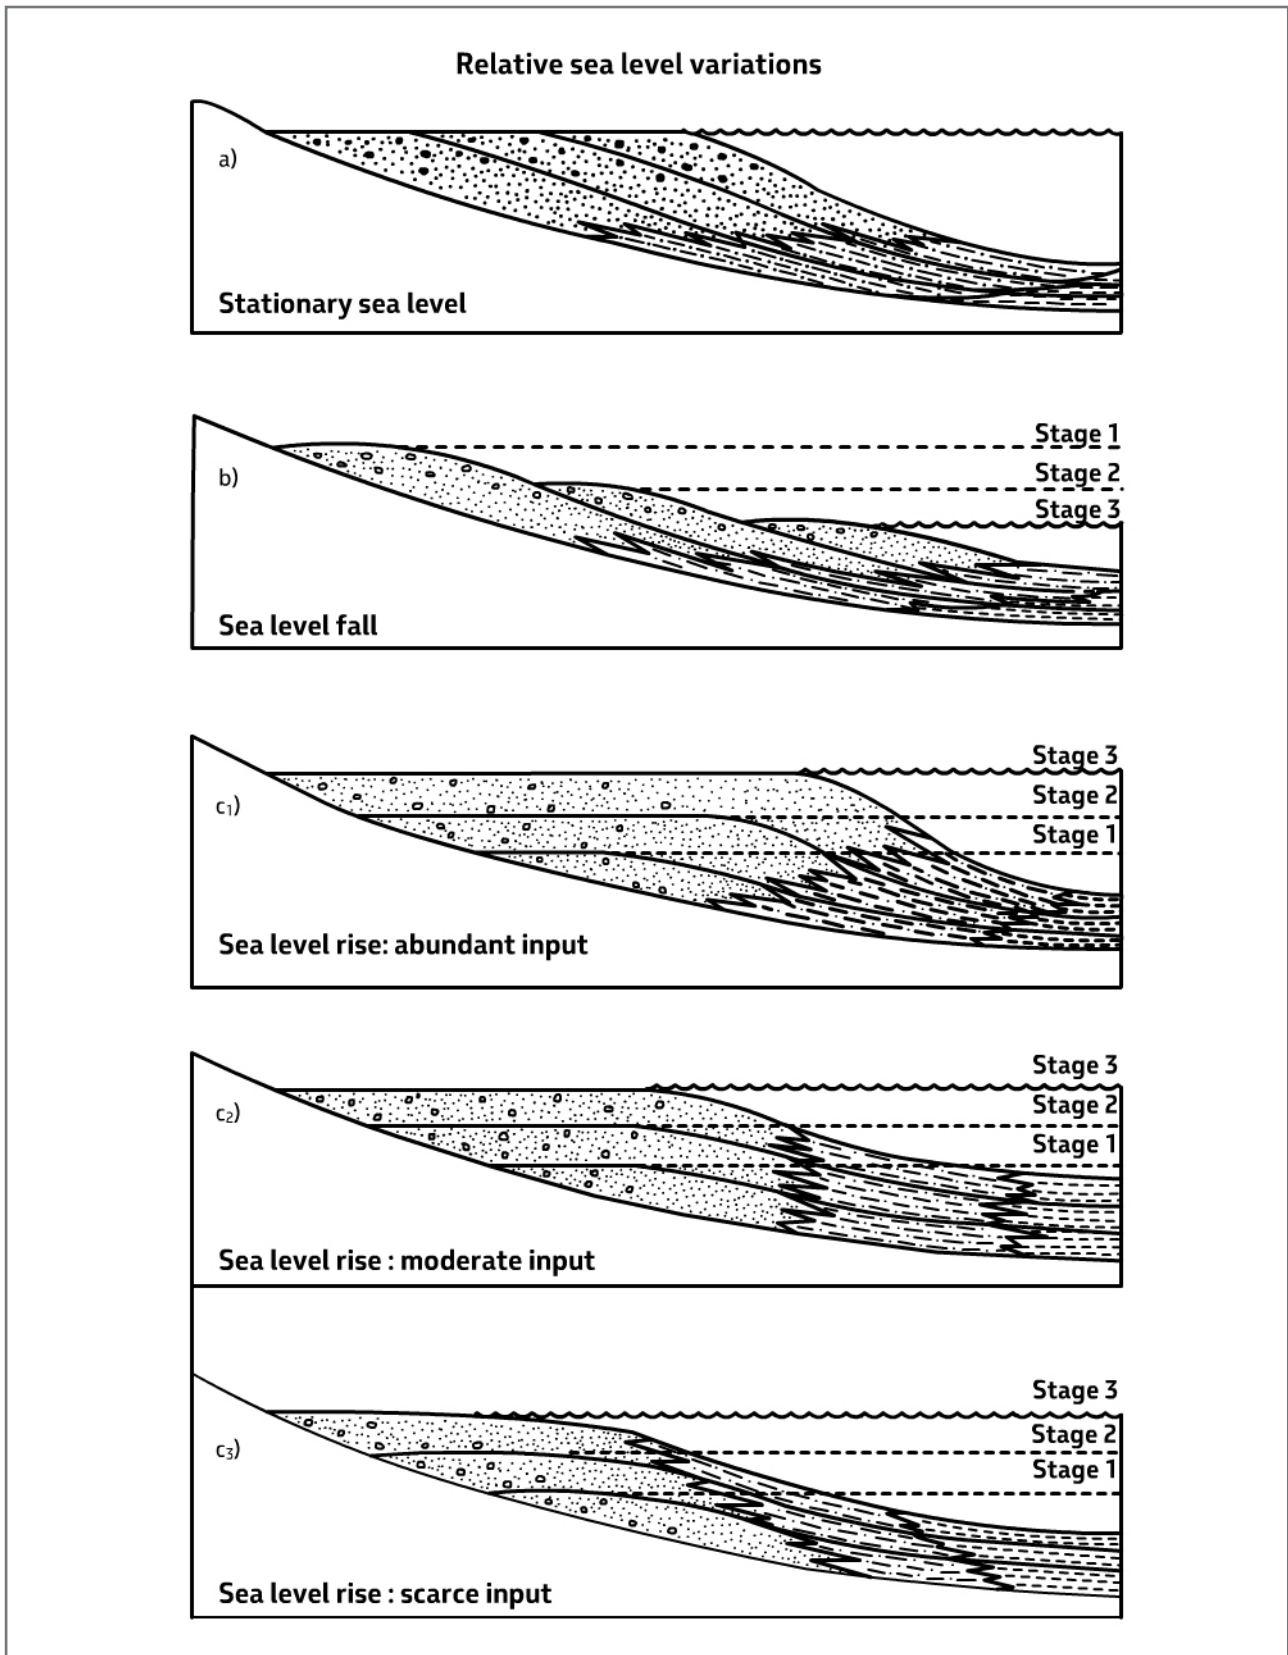 Relative sea level variations
a)
Stationary sea level
Stage 1
Stage 2
b)
Stage 3
Sea level fall
Stage 3
Stage 2
c₁)
Stage 1
Sea level rise: abundant input
Stage 3
Stage 2
c₂)
Stage 1
Sea level rise : moderate input
Stage 3
Stage 2
c₃)
Stage 1
Sea level rise : scarce input